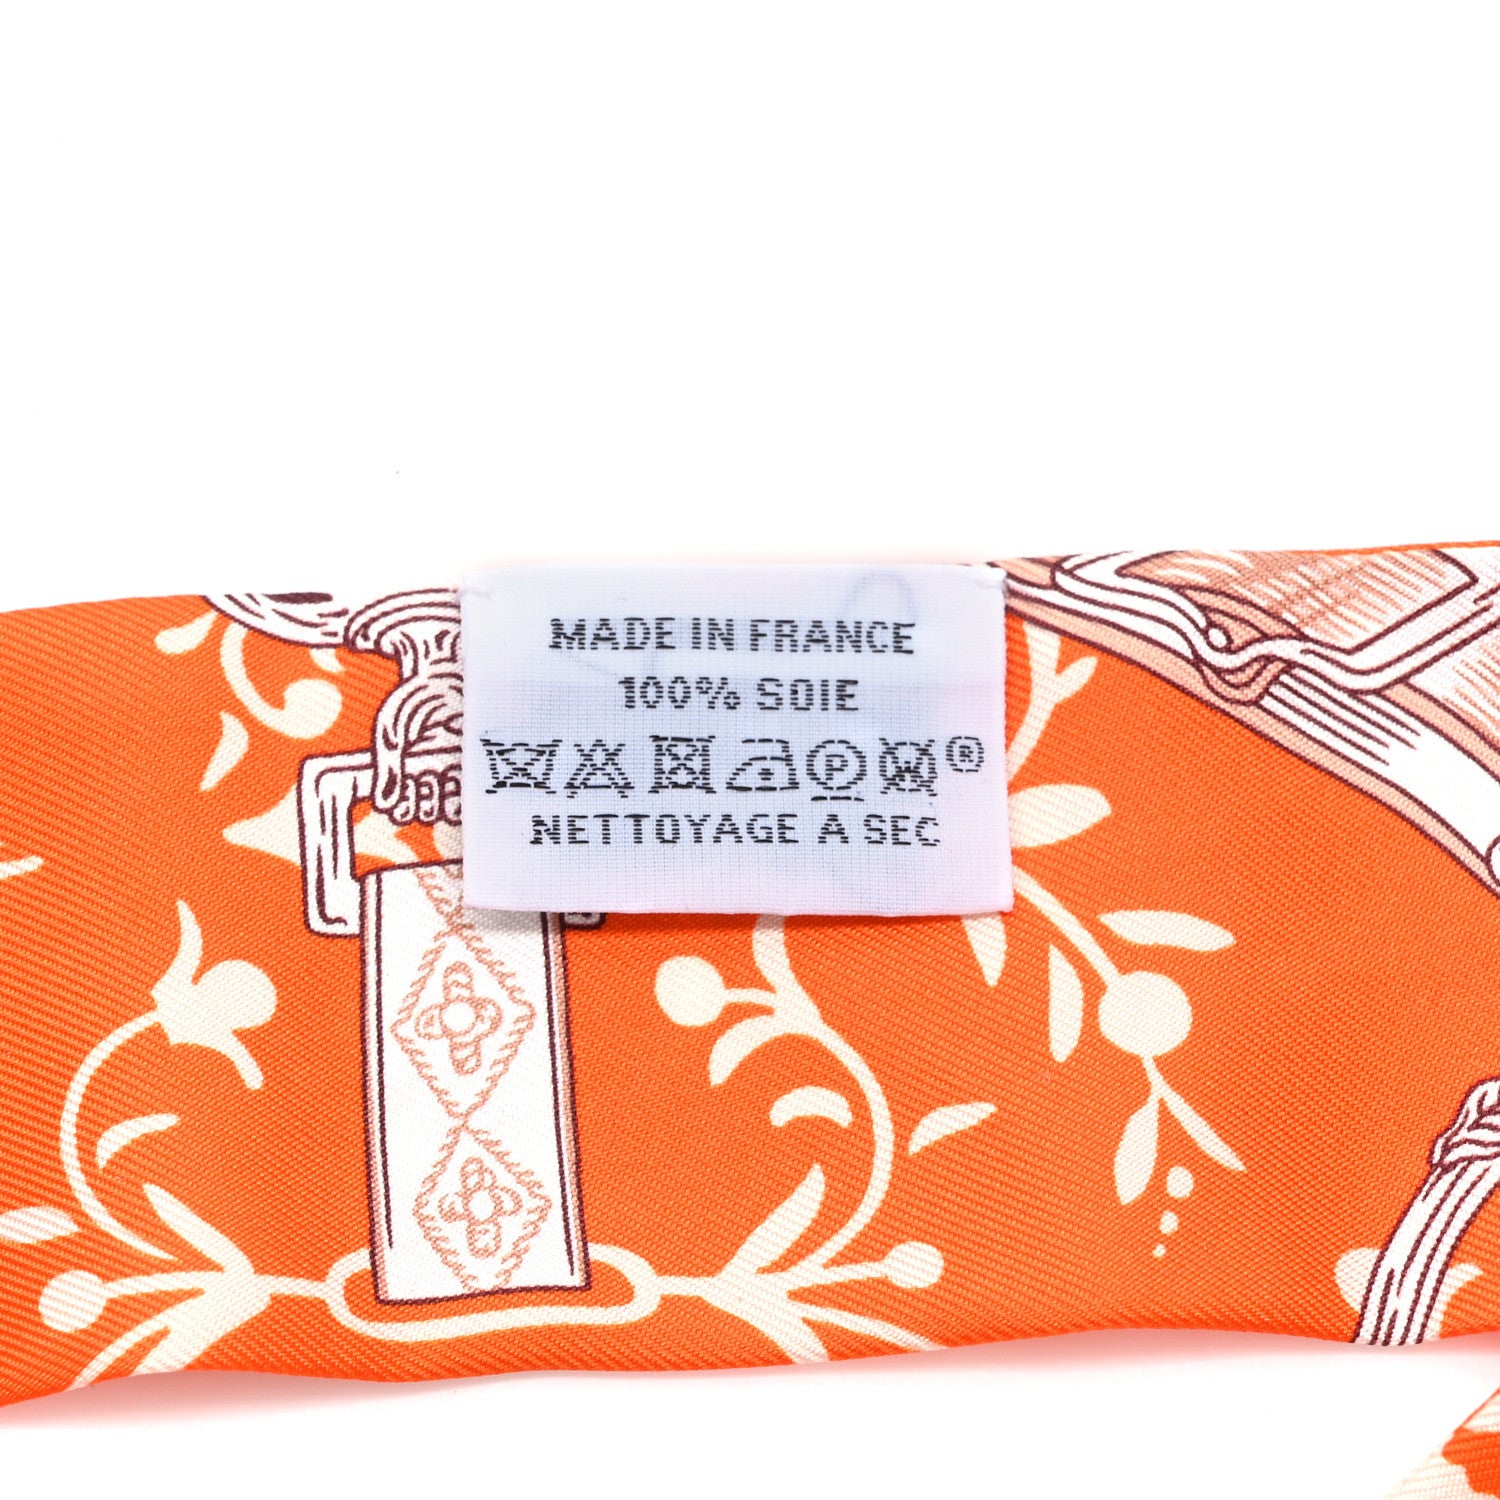 MADE IN FRANCE
100% SOIE
P W ®
NETTOYAGE A SEC